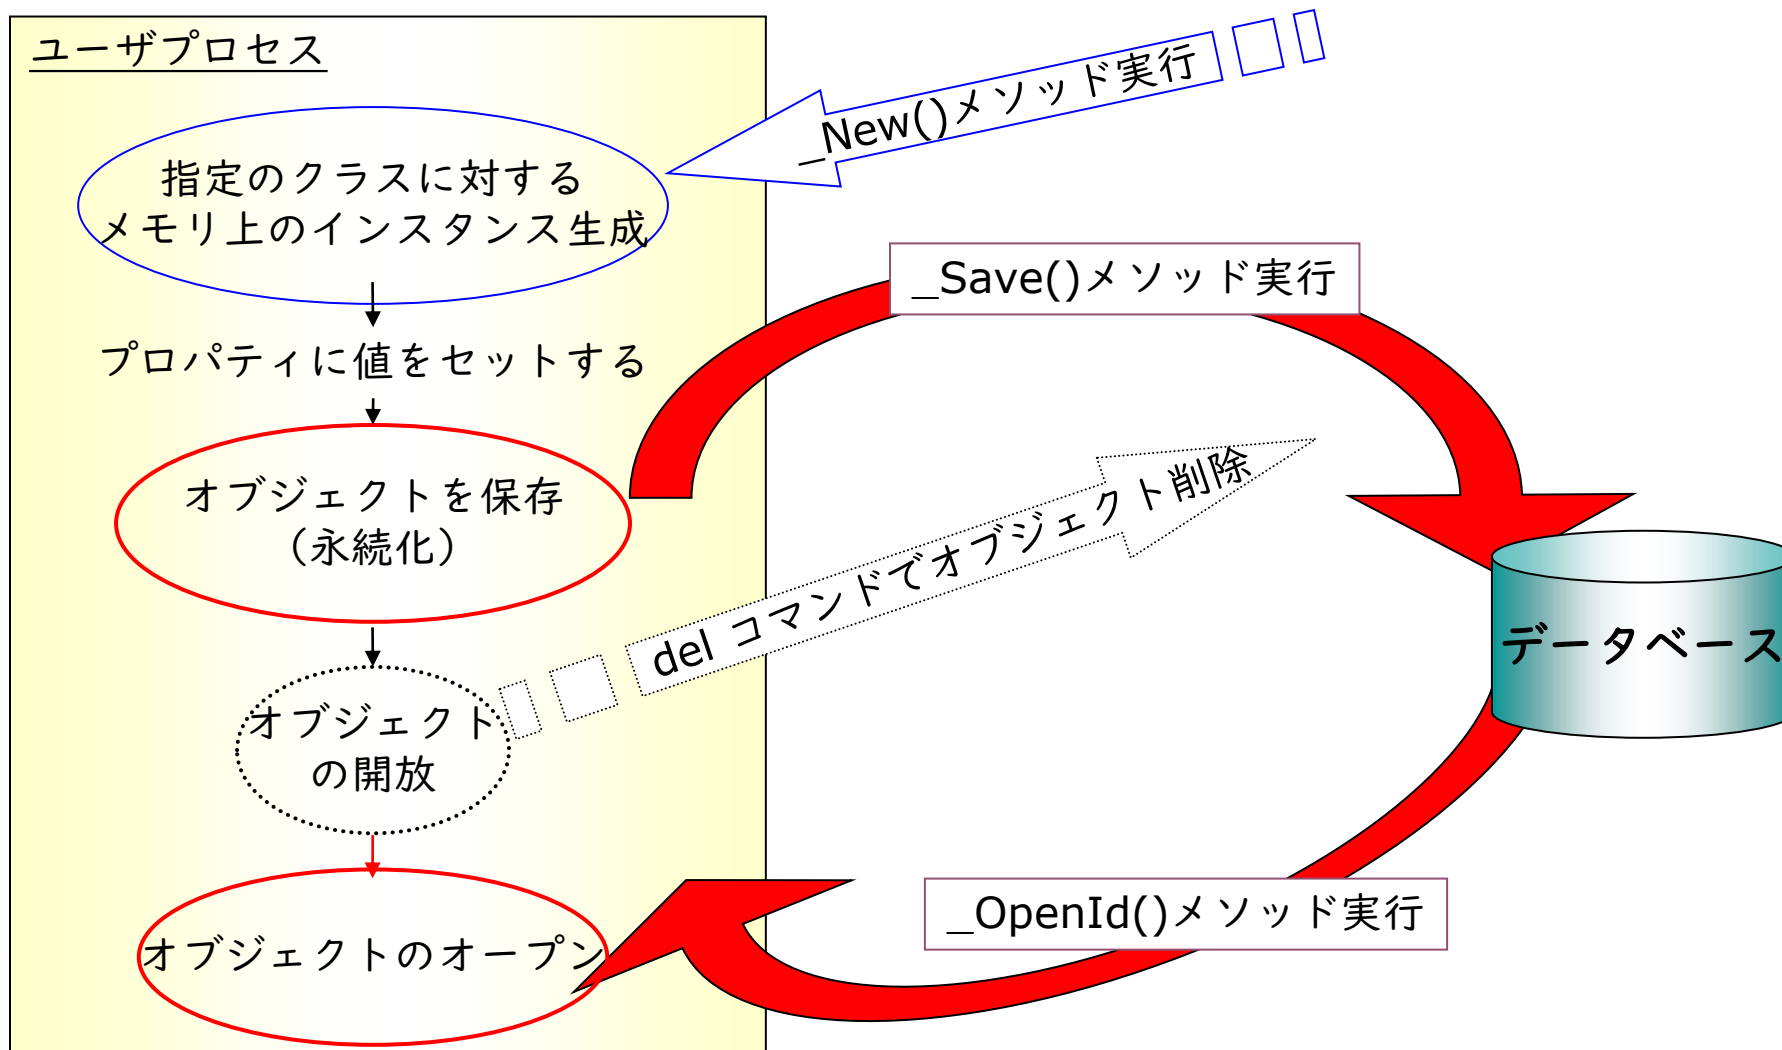 ユーザプロセス
_New()メソッド実行
指定のクラスに対する
メモリ上のインスタンス生成
_Save()メソッド実行
プロパティに値をセットする
オブジェクトを保存
（永続化）
del コマンドでオブジェクト削除
データベース
オブジェクト
の開放
_OpenId()メソッド実行
オブジェクトのオープン